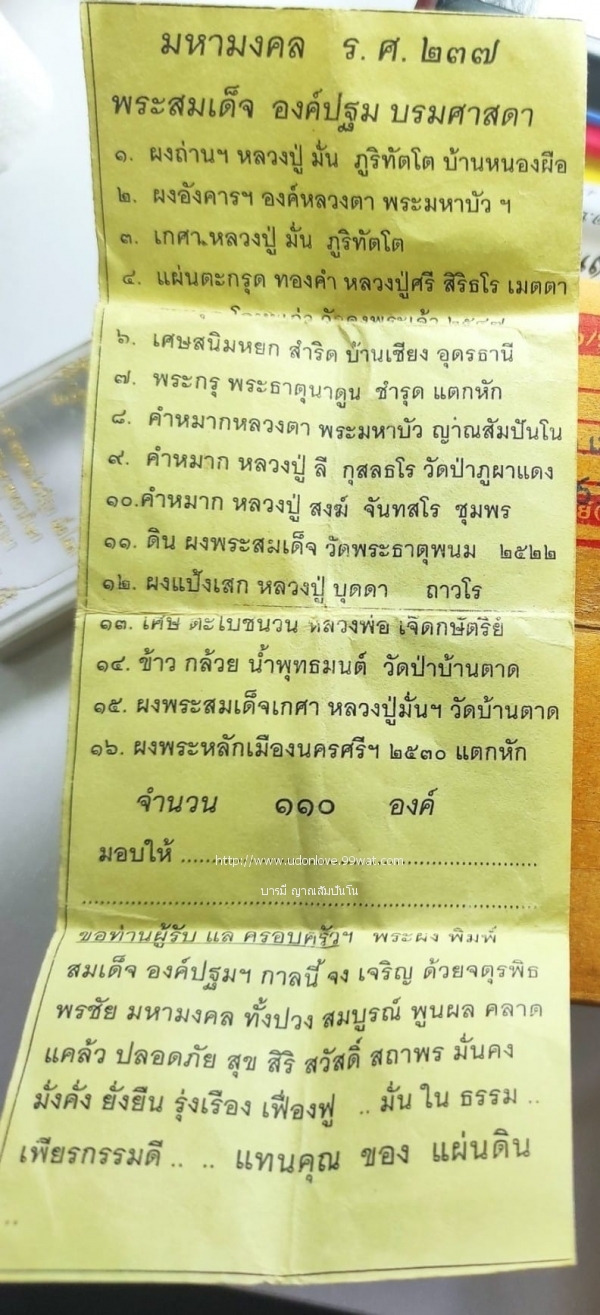 มหามงคล ร. ศ. ๒๓๗
พระสมเด็จ องค์ปฐม บรมศาสดา
๑. ผงถ่านฯ หลวงปู่ มั่น ภูริทัตโต บ้านหนองผือ
๒. ผงอังคารฯ องค์หลวงตา พระมหาบัว ฯ
๓. เกศา หลวงปู่ มั่น ภูริทัตโต
๔. แผ่นตะกรุด ทองคำ หลวงปู่ศรี สิริธโร เมตตา
๖. เศษสนิมหยก สำริด บ้านเชียง อุดรธานี
๗. พระกรุ พระธาตุนาดูน ชำรุด แตกหัก
๘. คำหมากหลวงตา พระมหาบัว ญาณสัมปันโน
๙. คำหมาก หลวงปู่ ลี กุสลธโร วัดป่าภูผาแดง
๑๐.คำหมาก หลวงปู่ สงฆ์ จันทสโร ชุมพร
๑๑. ดิน ผงพระสมเด็จ วัดพระธาตุพนม ๒๕๒๒
๑๒. ผงแป้งเสก หลวงปู่ บุดดา ถาวโร
๑๓. เศษ ตะไบชนวน หลวงพ่อ เจ็ดกษัตริย์
๑๔. ข้าว กล้วย น้ำพุทธมนต์ วัดป่าบ้านตาด
๑๕. ผงพระสมเด็จเกศา หลวงปู่มั่นฯ วัดบ้านตาด
๑๖. ผงพระหลักเมืองนครศรีฯ ๒๕๓๐ แตกหัก
จำนวน ๑๑๐ องค์
มอบให้ ........................................
http://www.udonlove.99wat.com
บารมี ญาณสัมปันโน
ขอท่านผู้รับ แล ครอบครัวฯ พระผง พิมพ์
สมเด็จ องค์ปฐมฯ กาลนี้ จง เจริญ ด้วยจตุรพิธ
พรชัย มหามงคล ทั้งปวง สมบูรณ์ พูนผล คลาด
แคล้ว ปลอดภัย สุข สิริ สวัสดิ์ สถาพร มั่นคง
มั่งคั่ง ยั่งยืน รุ่งเรือง เฟื่องฟู .. มั่น ใน ธรรม ..
เพียรกรรมดี .. .. แทนคุณ ของ แผ่นดิน